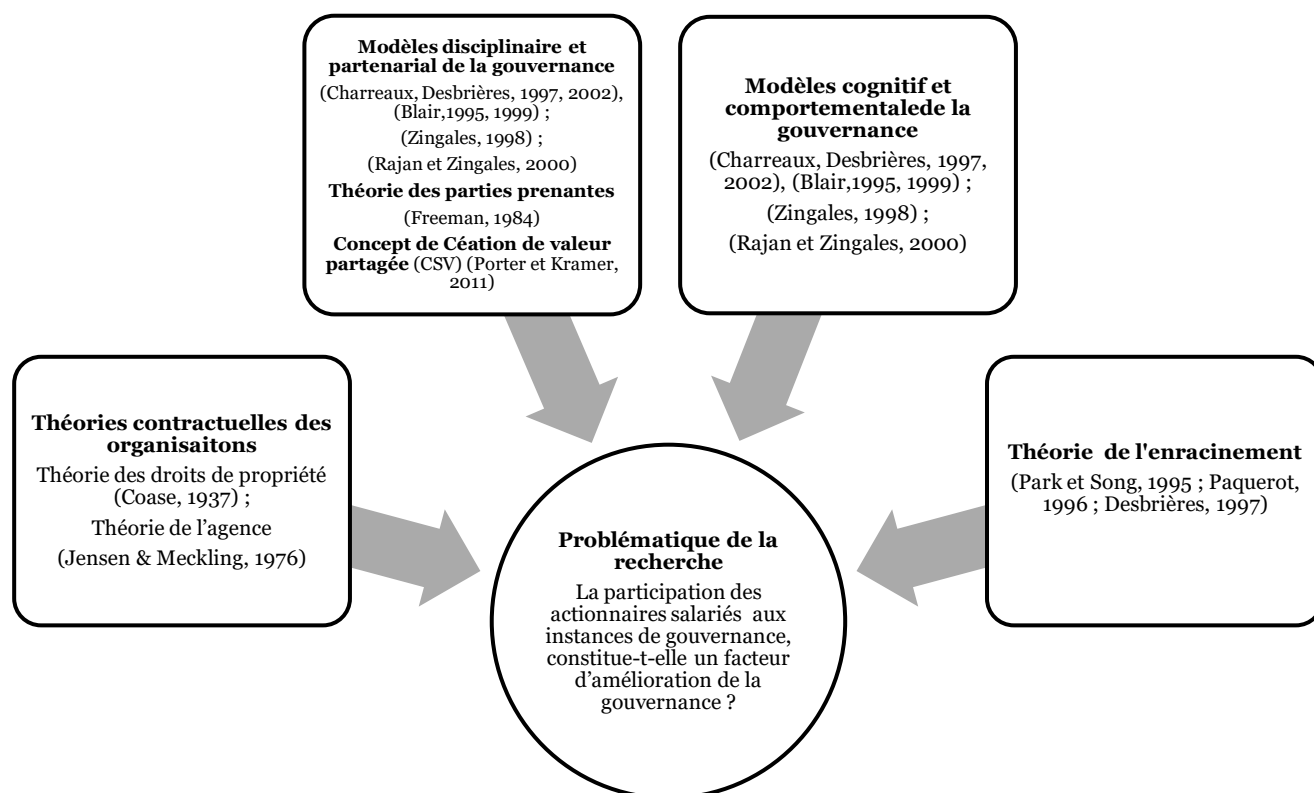 Modèles disciplinaire et
partenarial de la gouvernance
(Charreaux, Desbrières, 1997, 2002),
(Blair,1995, 1999) ;
(Zingales, 1998) ;
(Rajan et Zingales, 2000)
Théorie des parties prenantes
(Freeman, 1984)
Concept de Céation de valeur
partagée (CSV) (Porter et Kramer,
2011)
Modèles cognitif et
comportementalede la
gouvernance
(Charreaux, Desbrières, 1997,
2002), (Blair,1995, 1999) ;
(Zingales, 1998) ;
(Rajan et Zingales, 2000)
Théories contractuelles des
organisaitons
Théorie des droits de propriété
(Coase, 1937) ;
Théorie de l’agence
(Jensen & Meckling, 1976)
Théorie de l'enracinement
(Park et Song, 1995 ; Paquerot,
1996 ; Desbrières, 1997)
Problématique de la
recherche
La participation des
actionnaires salariés aux
instances de gouvernance,
constitue-t-elle un facteur
d’amélioration de la
gouvernance ?